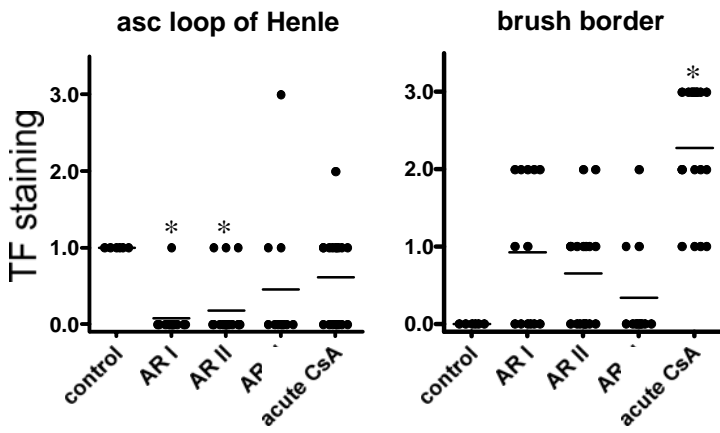 asc loop of Henle
brush border
TF staining
3.0
2.0
1.0
0.0
*
*
control
AR I
AR II
acute CsA
3.0
2.0
1.0
0.0
*
control
AR I
AR II
acute CsA